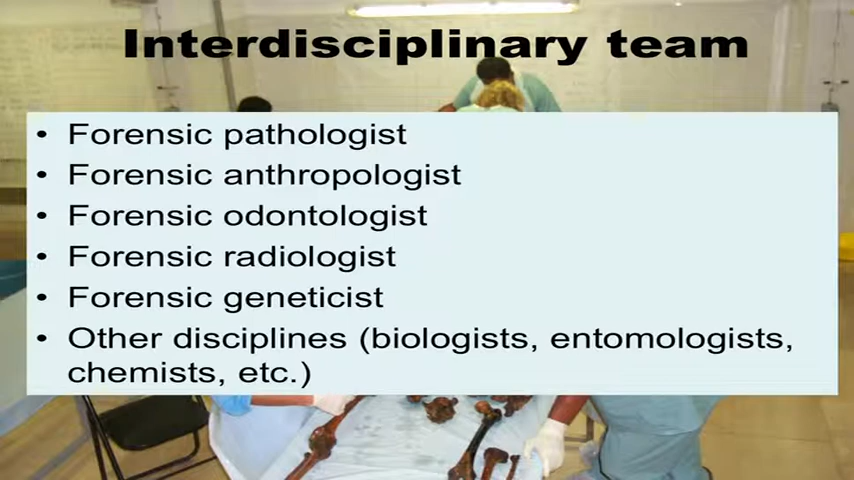 Interdisciplinary team
• Forensic pathologist
• Forensic anthropologist
• Forensic odontologist
• Forensic radiologist
• Forensic geneticist
• Other disciplines (biologists, entomologists,
chemists, etc.)